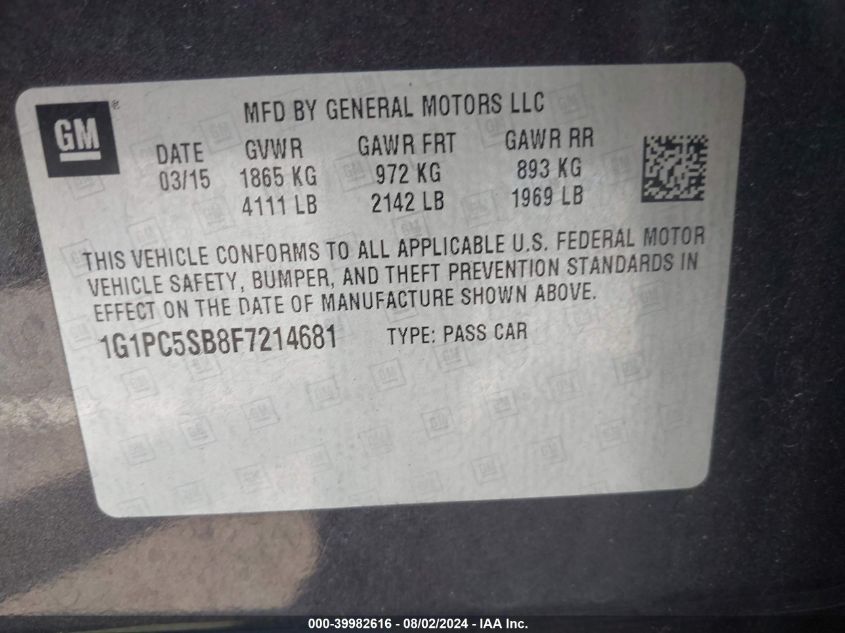 GM ®
MFD BY GENERAL MOTORS LLC
DATE GVWR GAWR FRT GAWR RR
03/15 1865 KG 972 KG 893 KG
4111 LB 2142 LB 1969 LB
THIS VEHICLE CONFORMS TO ALL APPLICABLE U.S. FEDERAL MOTOR
VEHICLE SAFETY, BUMPER, AND THEFT PREVENTION STANDARDS IN
EFFECT ON THE DATE OF MANUFACTURE SHOWN ABOVE.
1G1PC5SB8F7214681 TYPE: PASS CAR
000-39982616 - 08/02/2024 - IAA Inc.